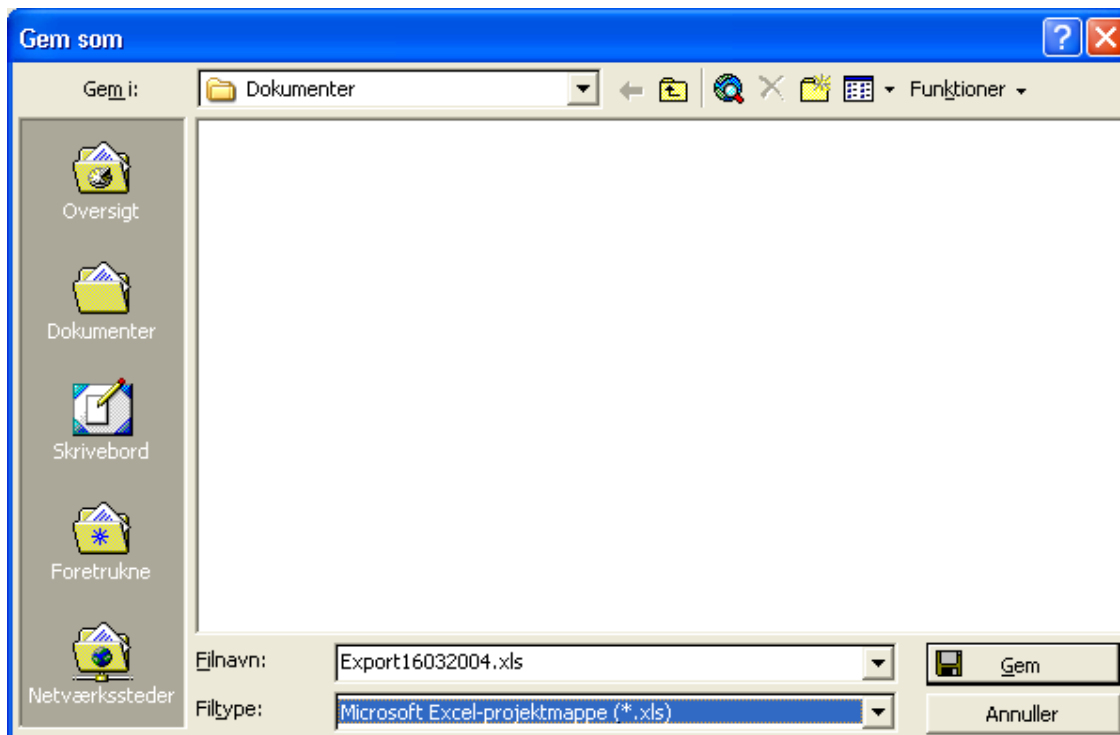 Gem som
Gem i:
Dokumenter
Funktioner
Oversigt
Dokumenter
Skrivebord
Foretrukne
Netværkssteder
Filnavn:
Export16032004.xls
Gem
Filtype:
Microsoft Excel-projektmappe (*.xls)
Annuller